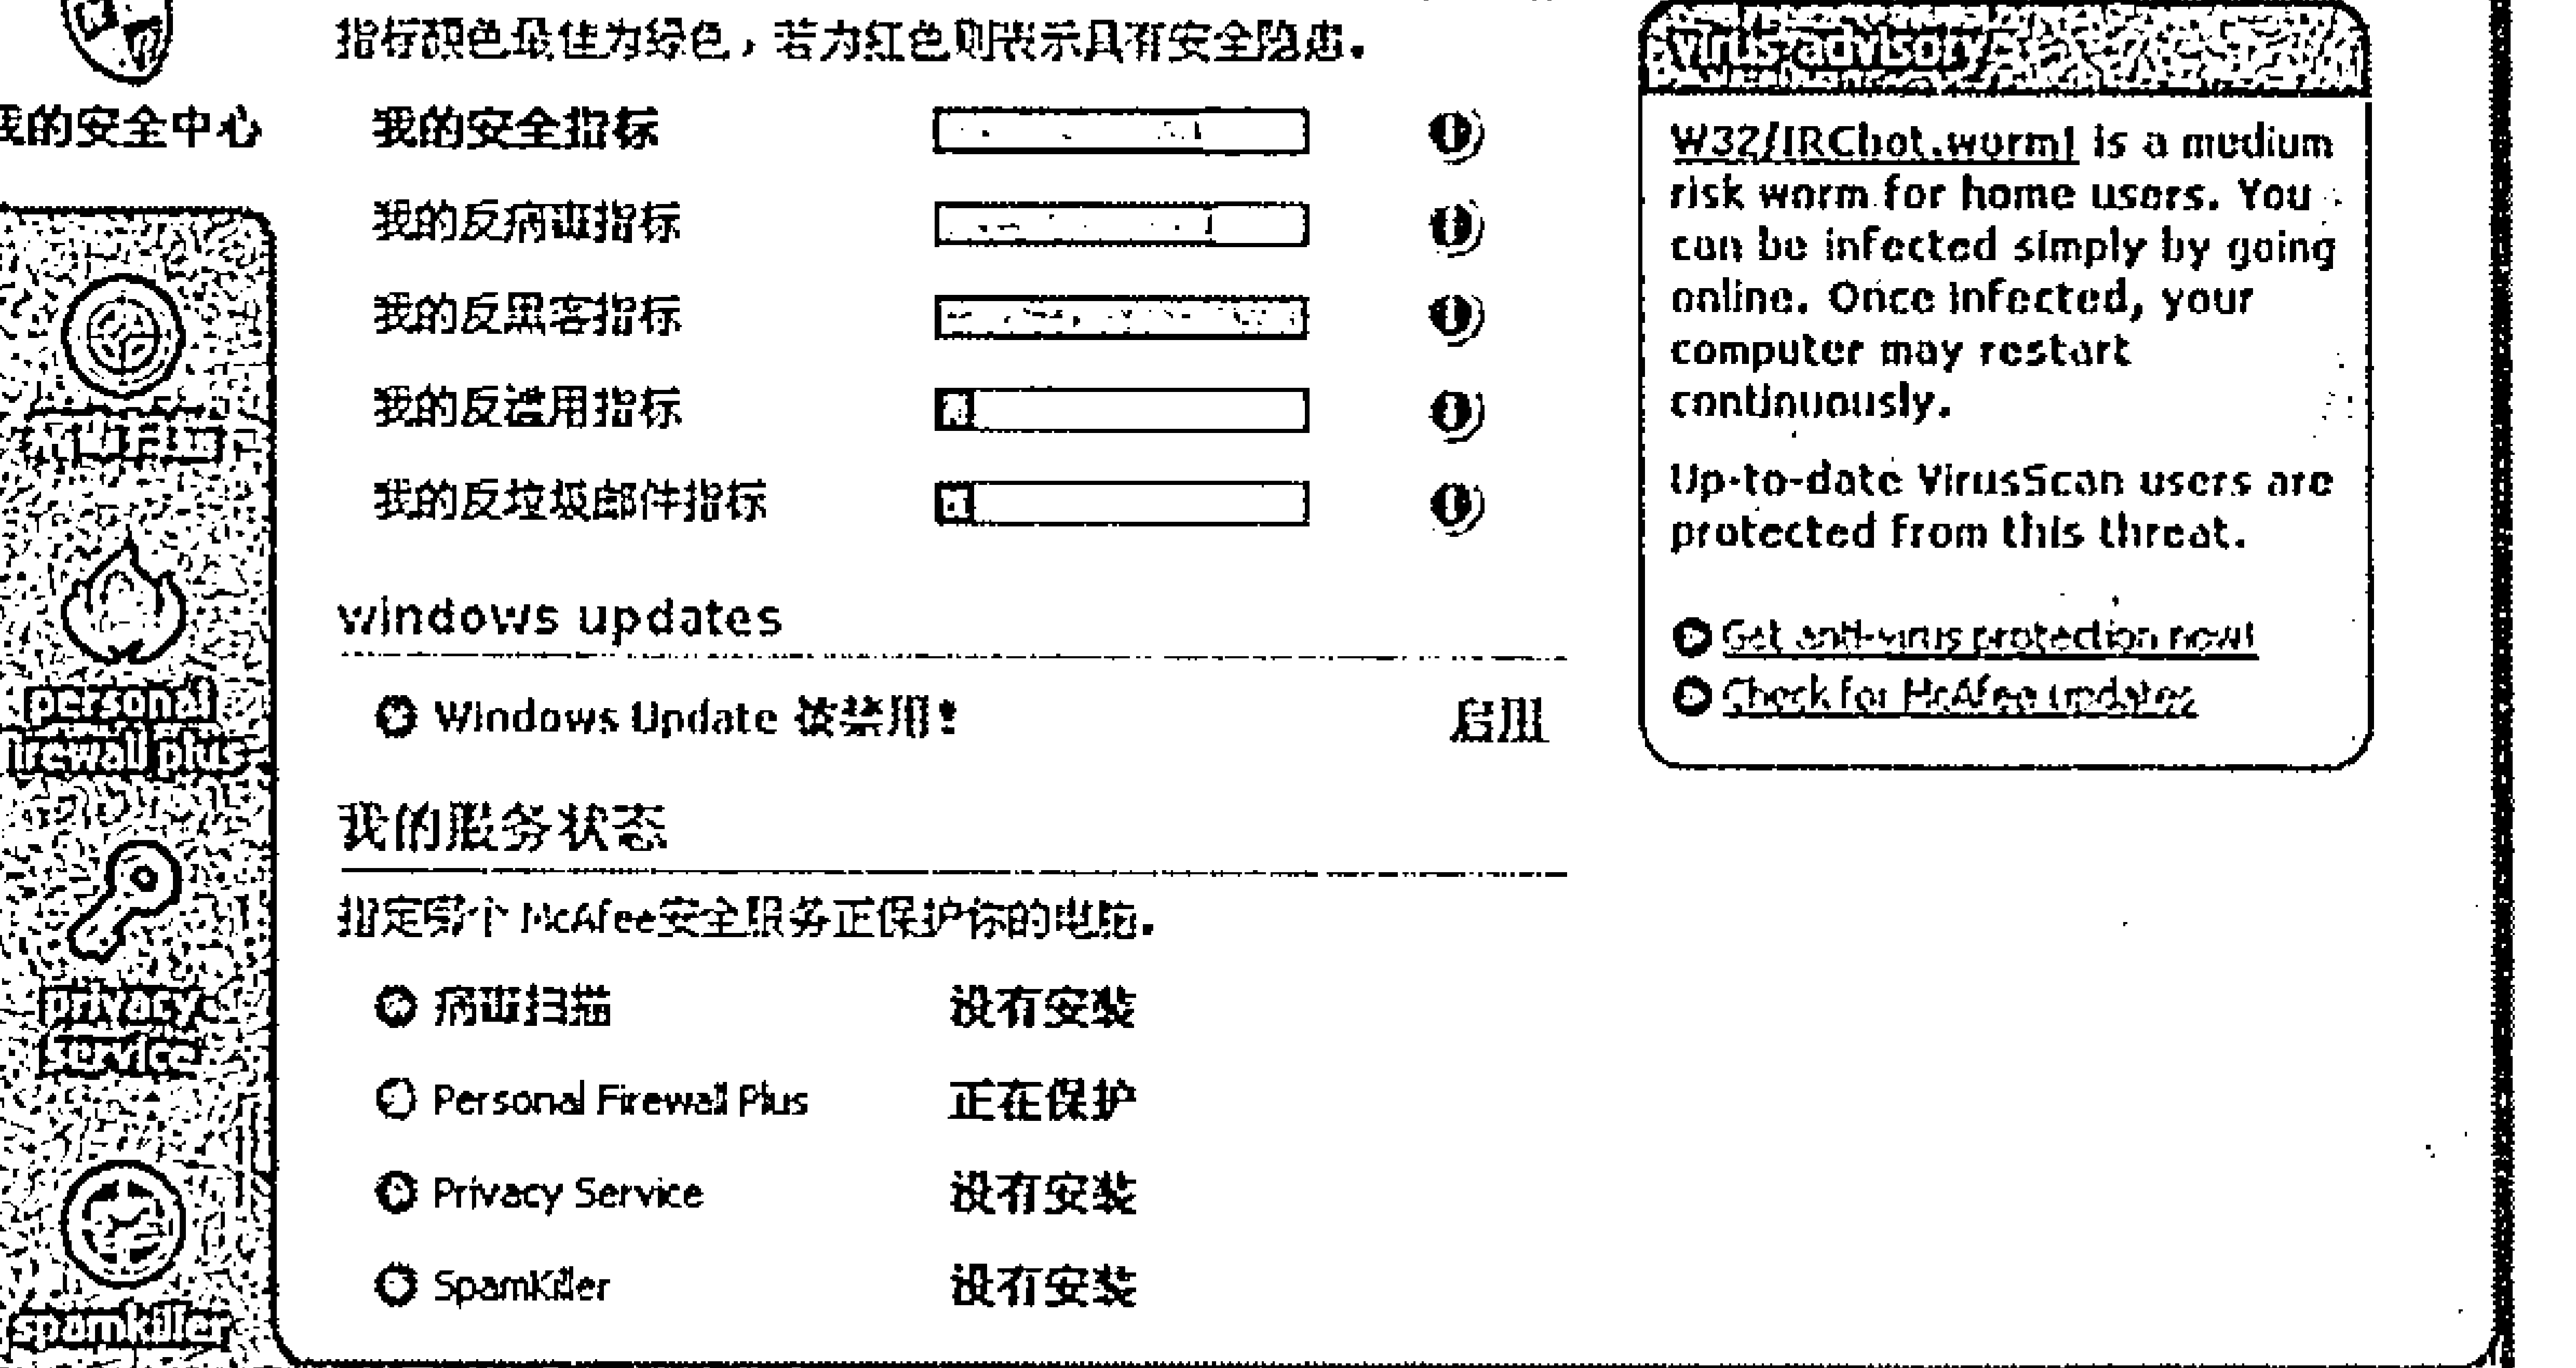 指标颜色最佳为绿色，若为红色则表示具有安全隐患.
我的安全中心
我的安全指标
我的反病毒指标
我的反黑客指标
我的反滥用指标
我的反垃圾邮件指标
windows updates
Windows Update 被禁用!
启用
我的服务状态
指定哪个McAfee安全服务正保护你的电脑.
病毒扫描 没有安装
Personal Firewall Plus 正在保护
Privacy Service 没有安装
SpamKiller 没有安装
personal
firewall plus
privacy
service
spamkiller
virus advisory
W32/IRCbot.worm! is a medium
risk worm for home users. You
can be infected simply by going
online. Once infected, your
computer may restart
continuously.
Up-to-date VirusScan users are
protected from this threat.
Get anti-virus protection now!
Check for McAfee updates